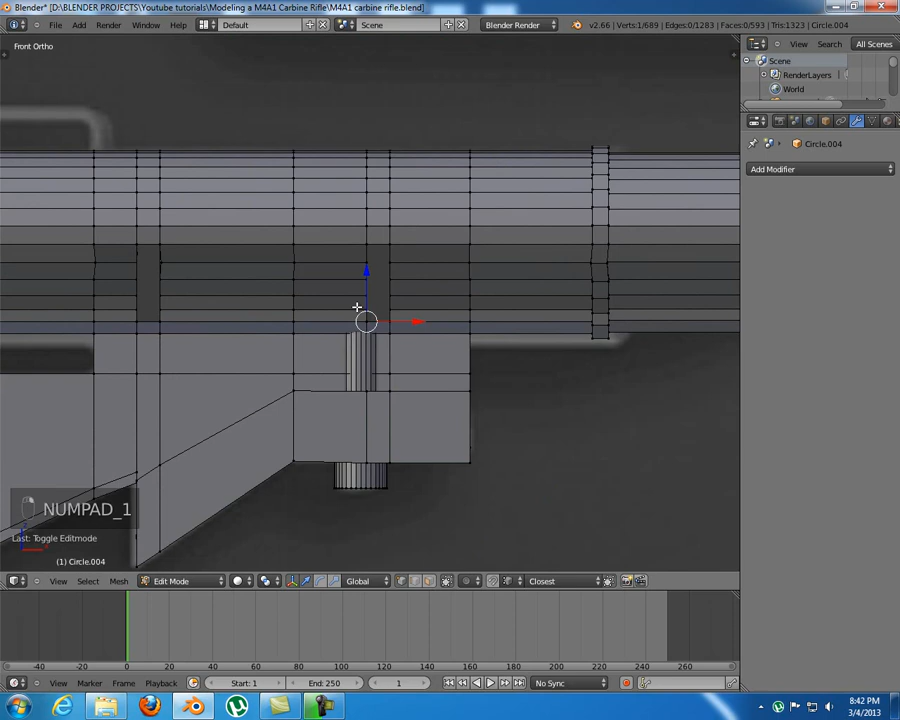 Blender* [D:\BLENDER PROJECTS\Youtube tutorials\Modeling a M4A1 Carbine Rifle\M4A1 carbine rifle.blend]
File Add Render Window Help Default Scene Blender Render v2.66 | Verts:1/689 | Edges:0/1283 | Faces:0/593 | Tris:1323 | Circle.004
Front Ortho
View Search All Scenes
Scene
RenderLayers
World
Circle.004
Add Modifier
NUMPAD_1
Last: Toggle Editmode
(1) Circle.004
View Select Mesh Edit Mode Global Closest
-40 -20 0 20 40 60 80 100 120 140 160 180 200 220 240 260
View Marker Frame Playback Start: 1 End: 250 1 No Sync
8:42 PM
3/4/2013